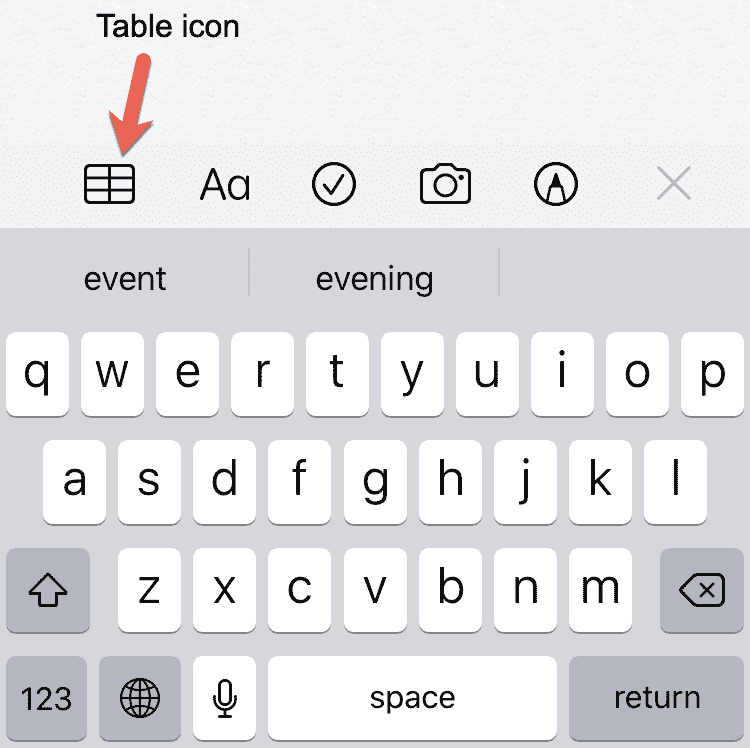 Table icon
Aa
event evening
q w e r t y u i o p
a s d f g h j k l
z x c v b n m
123 space return